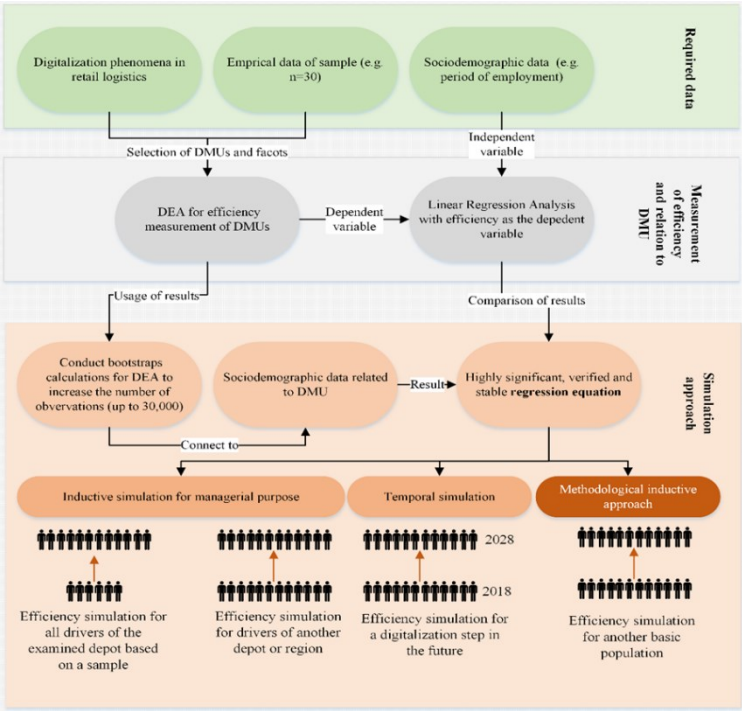 Digitalization phenomena in
retail logistics
Emprical data of sample (e.g.
n=30)
Sociodemographic data (e.g.
period of employment)
Required data
Selection of DMUs and facots
Independent
variable
DEA for efficiency
measurement of DMUs
Dependent
variable
Linear Regression Analysis
with efficiency as the depedent
variable
Measurement
of efficiency
and relation to
DMU
Usage of results
Comparison of results
Conduct bootstraps
calculations for DEA to
increase the number of
obvervations (up to 30,000)
Sociodemographic data related
to DMU
Result
Highly significant, verified and
stable regression equation
Simulation
approach
Connect to
Inductive simulation for managerial purpose
Temporal simulation
Methodological inductive
approach
2028
2018
Efficiency simulation for
all drivers of the
examined depot based
on a sample
Efficiency simulation
for drivers of another
depot or region
Efficiency simulation for
a digitalization step in
the future
Efficiency simulation
for another basic
population